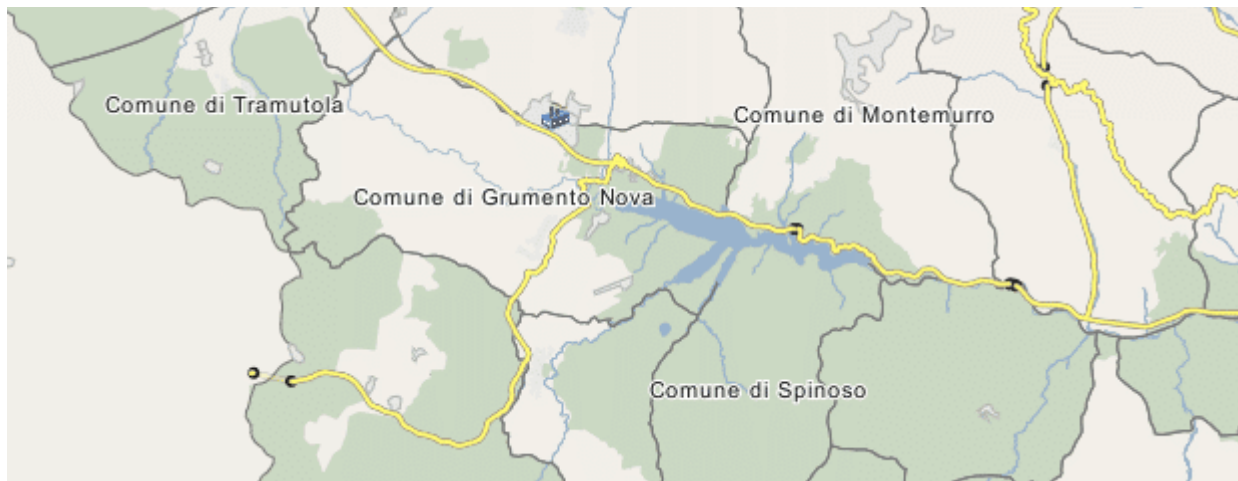 Comune di Tramutola
Comune di Montemurro
Comune di Grumento Nova
Comune di Spinoso